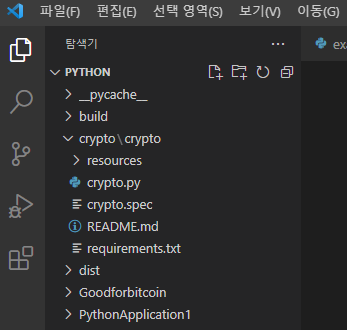 파일(F) 편집(E) 선택 영역(S) 보기(V) 이동(G)
탐색기 ...
PYTHON
__pycache__
build
crypto\crypto
resources
crypto.py
crypto.spec
README.md
requirements.txt
dist
Goodforbitcoin
PythonApplication1